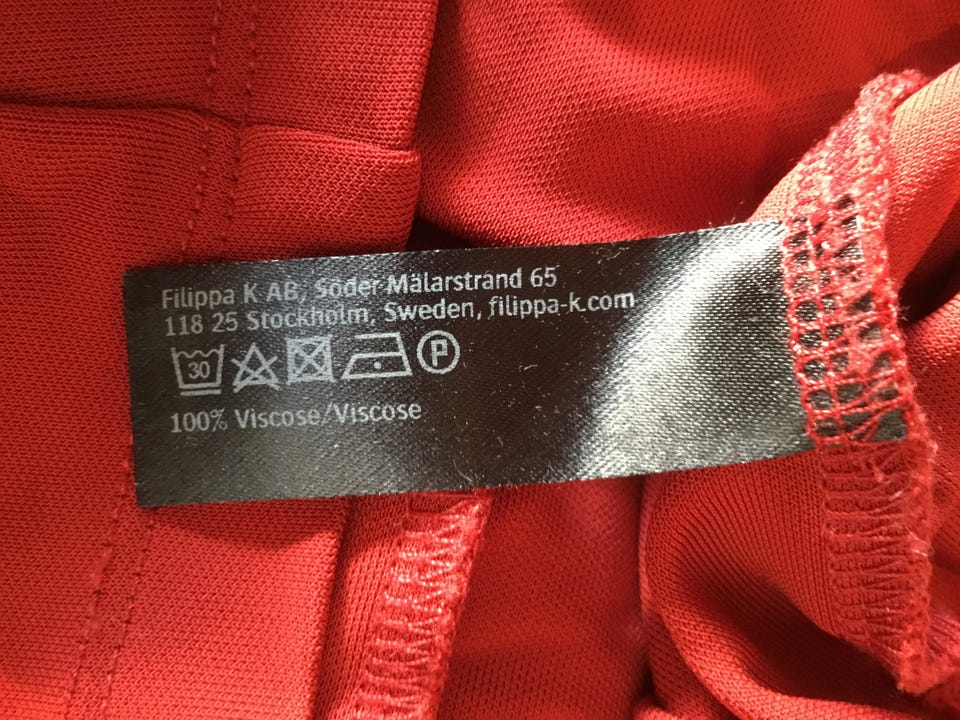 Filippa K AB, Söder Mälarstrand 65
118 25 Stockholm, Sweden, filippa-k.com
30 P
100% Viscose/Viscose